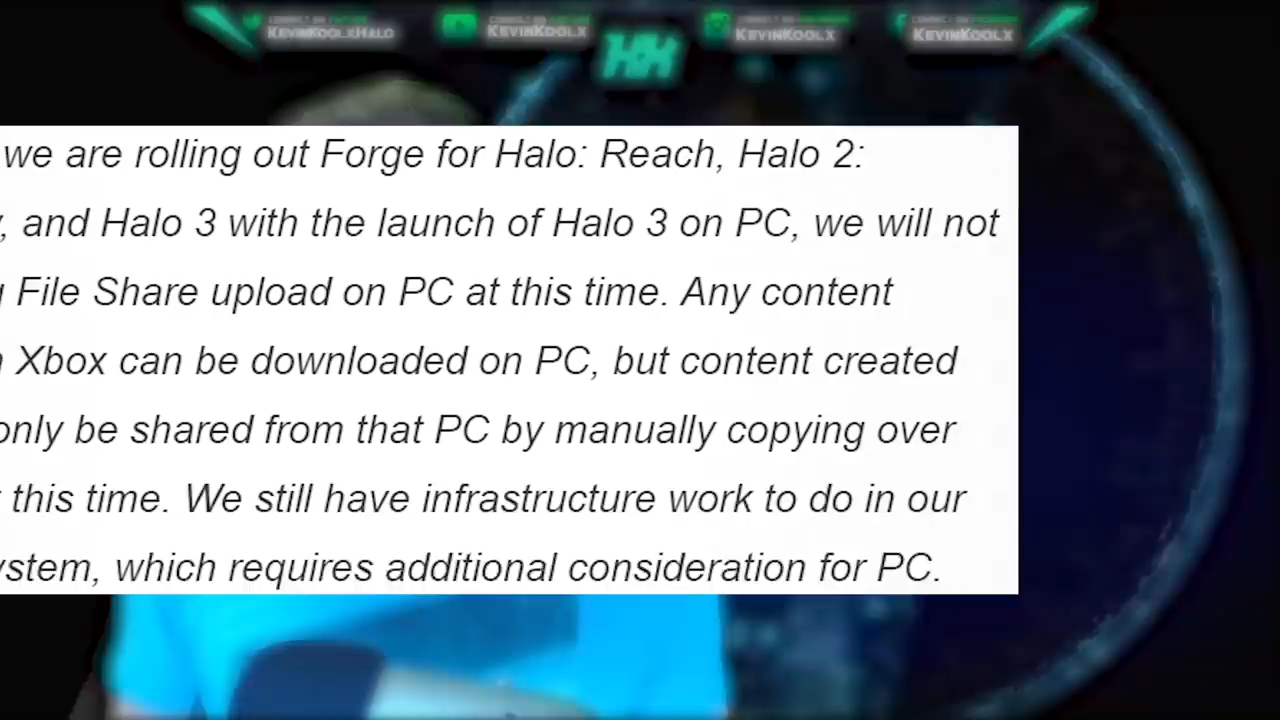 KEVINKOOLXHALO
KEVINKOOLX
KEVINKOOLX
KEVINKOOLX
we are rolling out Forge for Halo: Reach, Halo 2:
, and Halo 3 with the launch of Halo 3 on PC, we will not
File Share upload on PC at this time. Any content
Xbox can be downloaded on PC, but content created
only be shared from that PC by manually copying over
this time. We still have infrastructure work to do in our
ystem, which requires additional consideration for PC.